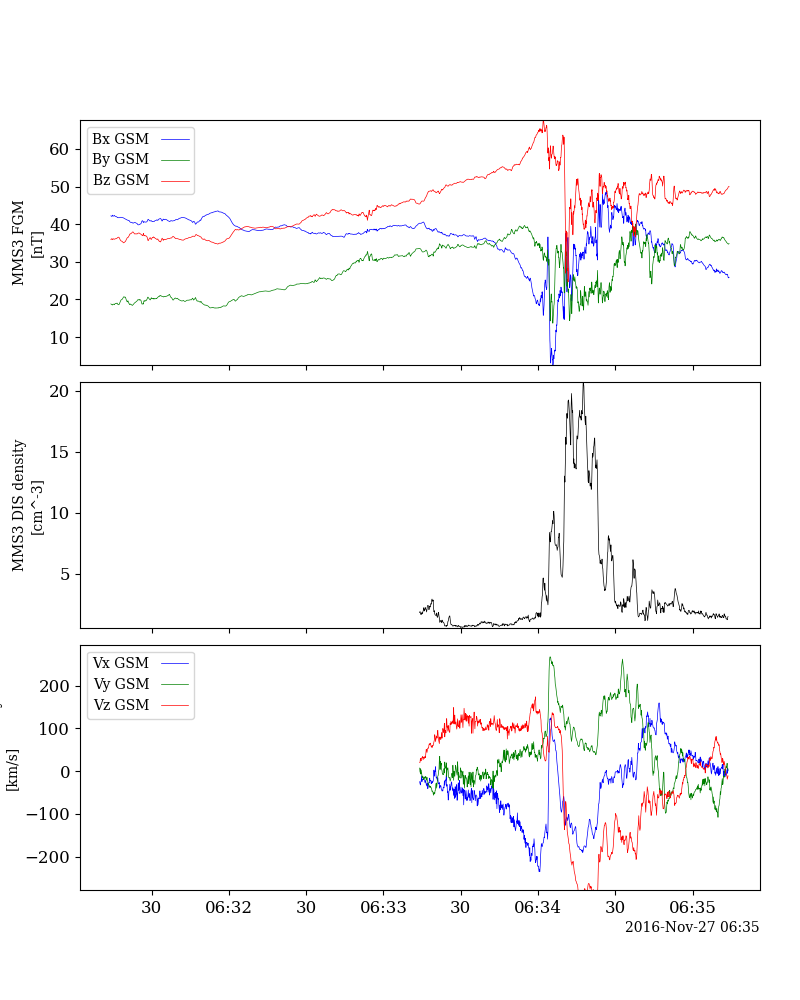 Bx GSM
By GSM
Bz GSM
60
50
40
30
20
10
MMS3 FGM
[nT]
20
15
10
5
MMS3 DIS density
[cm^-3]
Vx GSM
Vy GSM
Vz GSM
200
100
0
−100
−200
[km/s]
30 06:32 30 06:33 30 06:34 30 06:35
2016-Nov-27 06:35